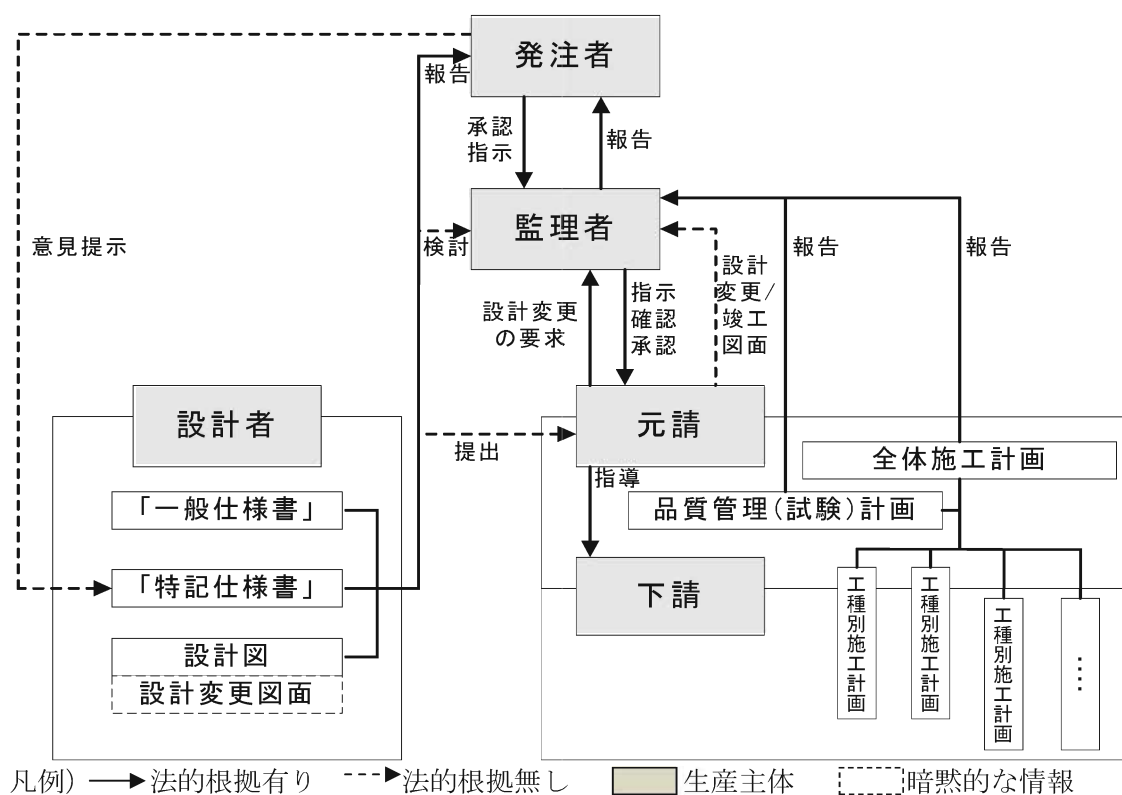 発注者
報告
承認
指示
報告
監理者
意見提示
検討
報告
報告
設計変更
の要求
指示
確認
承認
設計
変更/
竣工
図面
設計者
元請
提出
全体施工計画
指導
「一般仕様書」
品質管理(試験)計画
「特記仕様書」
下請
工種別施工計画
工種別施工計画
工種別施工計画
‥‥
設計図
設計変更図面
凡例) 法的根拠有り 法的根拠無し 生産主体 暗黙的な情報